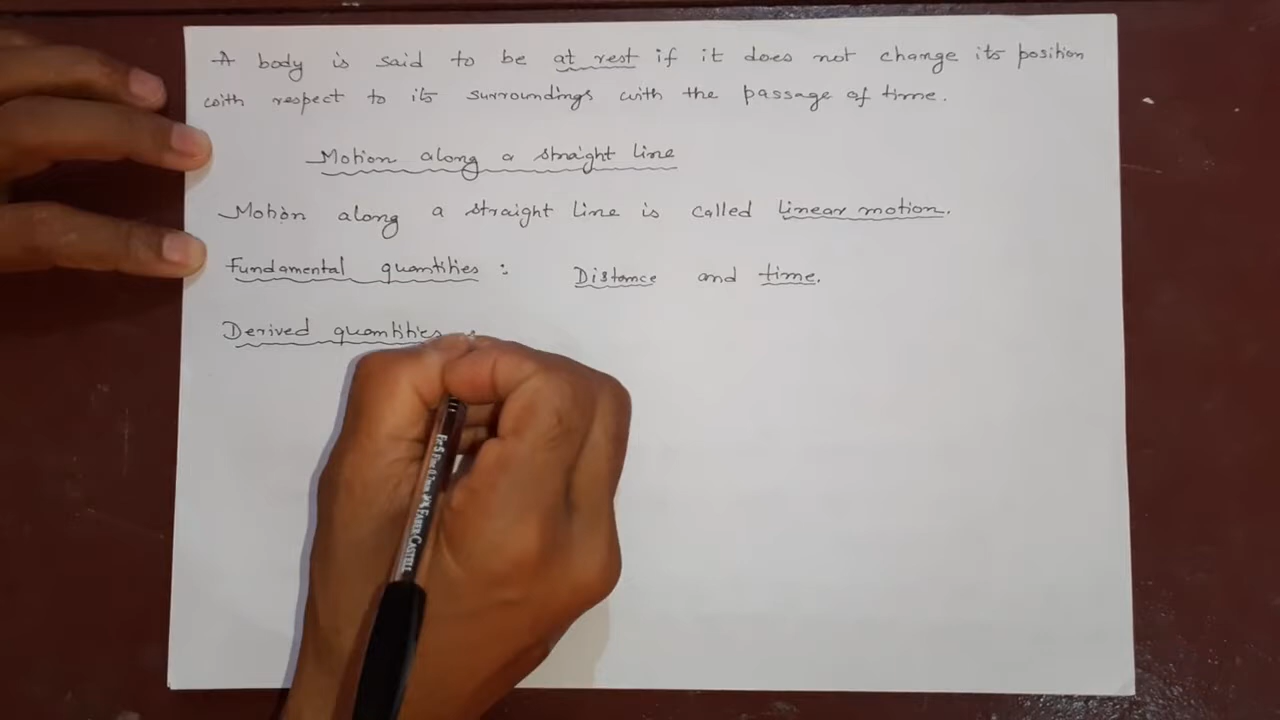 A body is said to be at rest if it does not change its position
with respect to its surroundings with the passage of time.
Motion along a straight line
Motion along a straight line is called linear motion.
Fundamental quantities : Distance and time.
Derived quantities
FABER CASTELL